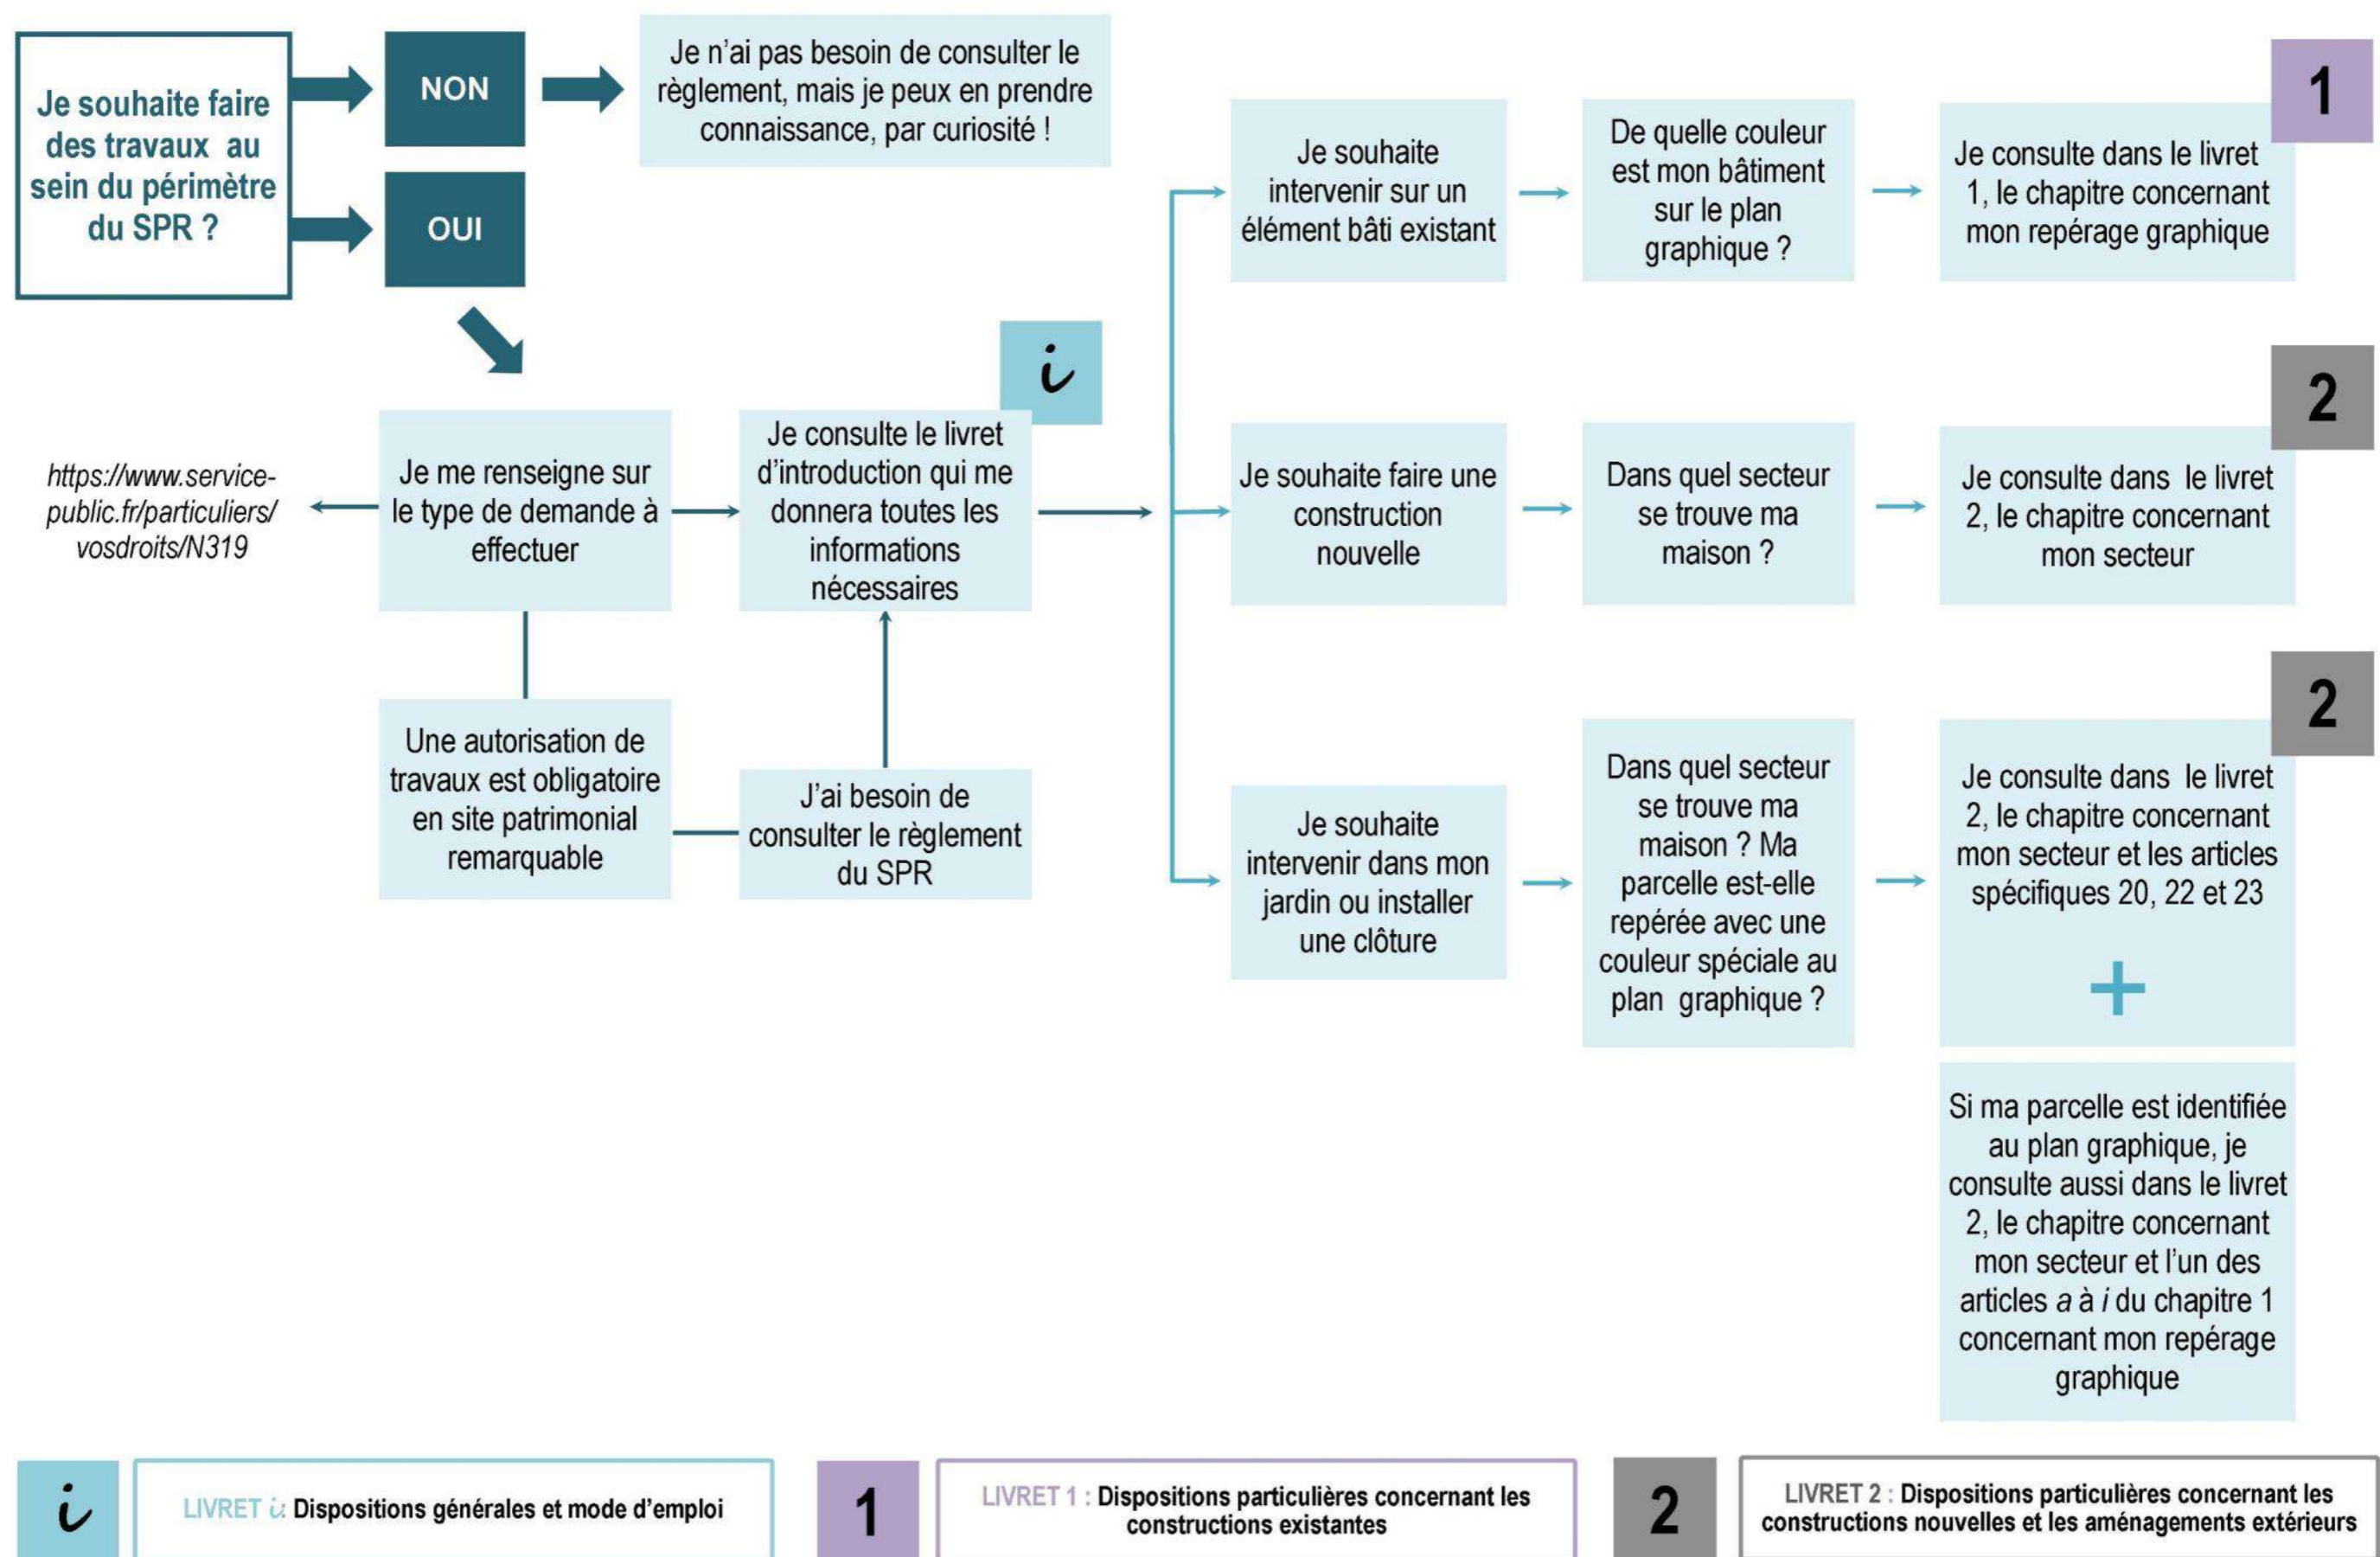 Je souhaite faire
des travaux au
sein du périmètre
du SPR ?
NON
Je n'ai pas besoin de consulter le
règlement, mais je peux en prendre
connaissance, par curiosité !
OUI
https://www.service-
public.fr/particuliers/
vosdroits/N319
Je me renseigne sur
le type de demande à
effectuer
i
Je consulte le livret
d'introduction qui me
donnera toutes les
informations
nécessaires
Une autorisation de
travaux est obligatoire
en site patrimonial
remarquable
J'ai besoin de
consulter le règlement
du SPR
Je souhaite
intervenir sur un
élément bâti existant
De quelle couleur
est mon bâtiment
sur le plan
graphique ?
1
Je consulte dans le livret
1, le chapitre concernant
mon repérage graphique
Je souhaite faire une
construction
nouvelle
Dans quel secteur
se trouve ma
maison ?
2
Je consulte dans le livret
2, le chapitre concernant
mon secteur
Je souhaite
intervenir dans mon
jardin ou installer
une clôture
Dans quel secteur
se trouve ma
maison ? Ma
parcelle est-elle
repérée avec une
couleur spéciale au
plan graphique ?
2
Je consulte dans le livret
2, le chapitre concernant
mon secteur et les articles
spécifiques 20, 22 et 23
+
Si ma parcelle est identifiée
au plan graphique, je
consulte aussi dans le livret
2, le chapitre concernant
mon secteur et l'un des
articles a à i du chapitre 1
concernant mon repérage
graphique
i
LIVRET i: Dispositions générales et mode d'emploi
1
LIVRET 1 : Dispositions particulières concernant les
constructions existantes
2
LIVRET 2 : Dispositions particulières concernant les
constructions nouvelles et les aménagements extérieurs